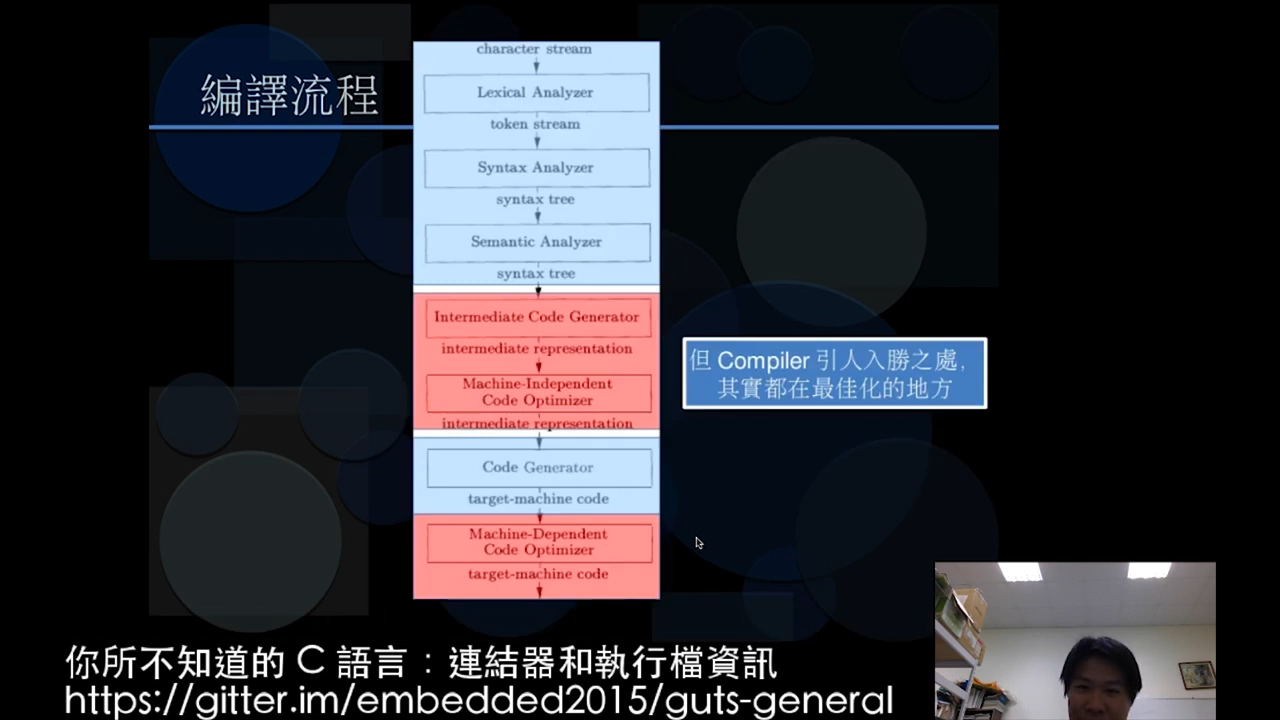 編譯流程
character stream
Lexical Analyzer
token stream
Syntax Analyzer
syntax tree
Semantic Analyzer
syntax tree
Intermediate Code Generator
intermediate representation
Machine-Independent
Code Optimizer
intermediate representation
Code Generator
target-machine code
Machine-Dependent
Code Optimizer
target-machine code
但 Compiler 引人入勝之處,
其實都在最佳化的地方
你所不知道的 C 語言：連結器和執行檔資訊
https://gitter.im/embedded2015/guts-general